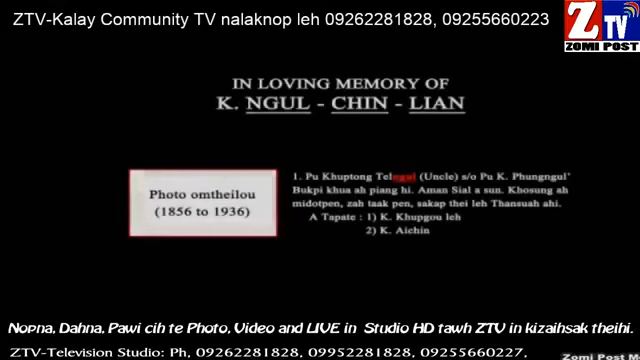 ZTV-Kalay Community TV nalaknop leh 09262281828, 09255660223
ZTV
ZOMI POST
IN LOVING MEMORY OF
K. NGUL - CHIN - LIAN
Photo omtheilou
(1856 to 1936)
1. Pu Khuptong Telngul (Uncle) s/o Pu K. Phungngul'
Bukpi khua ah piang hi. Aman Sial a sun. Khosung ah
midotpen, zah taak pen, sakap thei leh Thansuah ahi.
A Tapate : 1) K. Khupgou leh
2) K. Aichin
Nopna, Dahna, Pawi cih te Photo, Video and LIVE in Studio HD tawh ZTV in kizaihsak theihi.
ZTV-Television Studio: Ph, 09262281828, 09952281828, 09255660227,
Zomi Post M